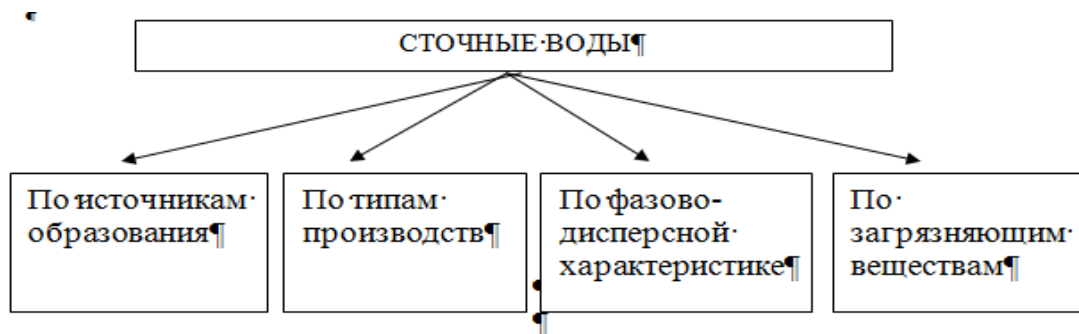 СТОЧНЫЕ·ВОДЫ¶
По·источникам·
образования¶
По·типам·
производств¶
По·фазово-
дисперсной·
характеристике¶
По·
загрязняющим·
веществам¶
¶
¶